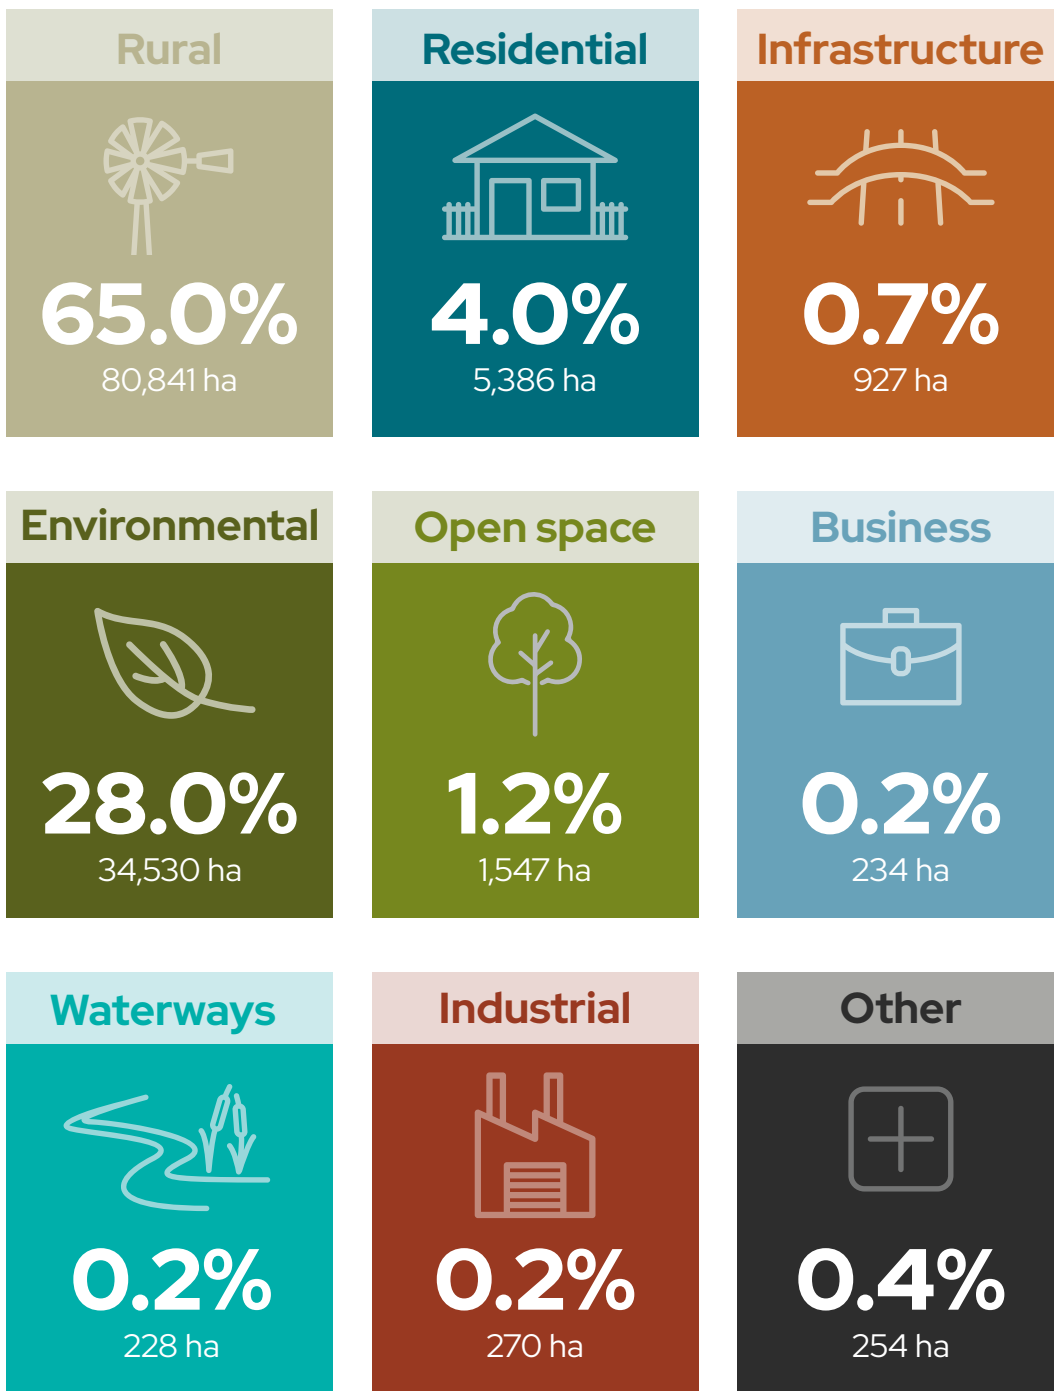 Rural
65.0%
80,841 ha
Residential
4.0%
5,386 ha
Infrastructure
0.7%
927 ha
Environmental
28.0%
34,530 ha
Open space
1.2%
1,547 ha
Business
0.2%
234 ha
Waterways
0.2%
228 ha
Industrial
0.2%
270 ha
Other
0.4%
254 ha